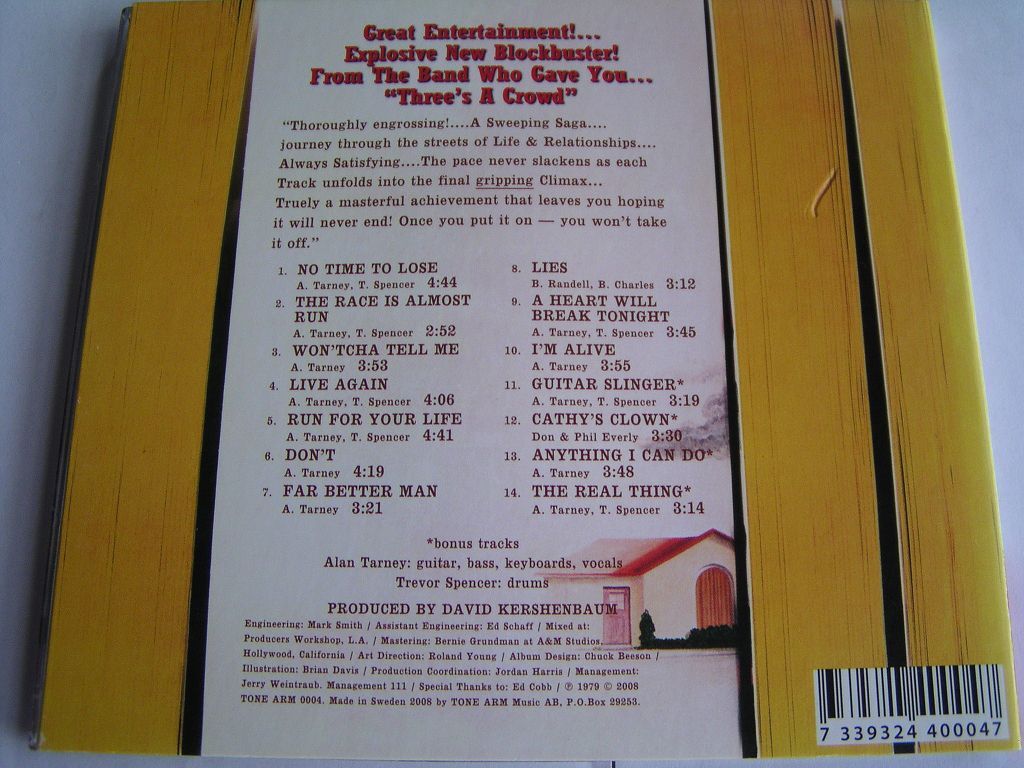 Great Entertainment!...
Explosive New Blockbuster!
From The Band Who Gave You...
"Three's A Crowd"
"Thoroughly engrossing!....A Sweeping Saga....
journey through the streets of Life & Relationships....
Always Satisfying....The pace never slackens as each
Track unfolds into the final gripping Climax...
Truely a masterful achievement that leaves you hoping
it will never end! Once you put it on — you won't take
it off."
1. NO TIME TO LOSE
A. Tarney, T. Spencer 4:44
2. THE RACE IS ALMOST
RUN
A. Tarney, T. Spencer 2:52
3. WON'TCHA TELL ME
A. Tarney 3:53
4. LIVE AGAIN
A. Tarney, T. Spencer 4:06
5. RUN FOR YOUR LIFE
A. Tarney, T. Spencer 4:41
6. DON'T
A. Tarney 4:19
7. FAR BETTER MAN
A. Tarney 3:21
8. LIES
B. Randell, B. Charles 3:12
9. A HEART WILL
BREAK TONIGHT
A. Tarney, T. Spencer 3:45
10. I'M ALIVE
A. Tarney 3:55
11. GUITAR SLINGER*
A. Tarney, T. Spencer 3:19
12. CATHY'S CLOWN*
Don & Phil Everly 3:30
13. ANYTHING I CAN DO*
A. Tarney 3:48
14. THE REAL THING*
A. Tarney, T. Spencer 3:14
*bonus tracks
Alan Tarney: guitar, bass, keyboards, vocals
Trevor Spencer: drums
PRODUCED BY DAVID KERSHENBAUM
Engineering: Mark Smith / Assistant Engineering: Ed Schaff / Mixed at:
Producers Workshop, L.A. / Mastering: Bernie Grundman at A&M Studios,
Hollywood, California / Art Direction: Roland Young / Album Design: Chuck Beeson /
Illustration: Brian Davis / Production Coordination: Jordan Harris / Management:
Jerry Weintraub. Management 111 / Special Thanks to: Ed Cobb / ℗ 1979 © 2008
TONE ARM 0004. Made in Sweden 2008 by TONE ARM Music AB, P.O.Box 29253.
7 339324 400047